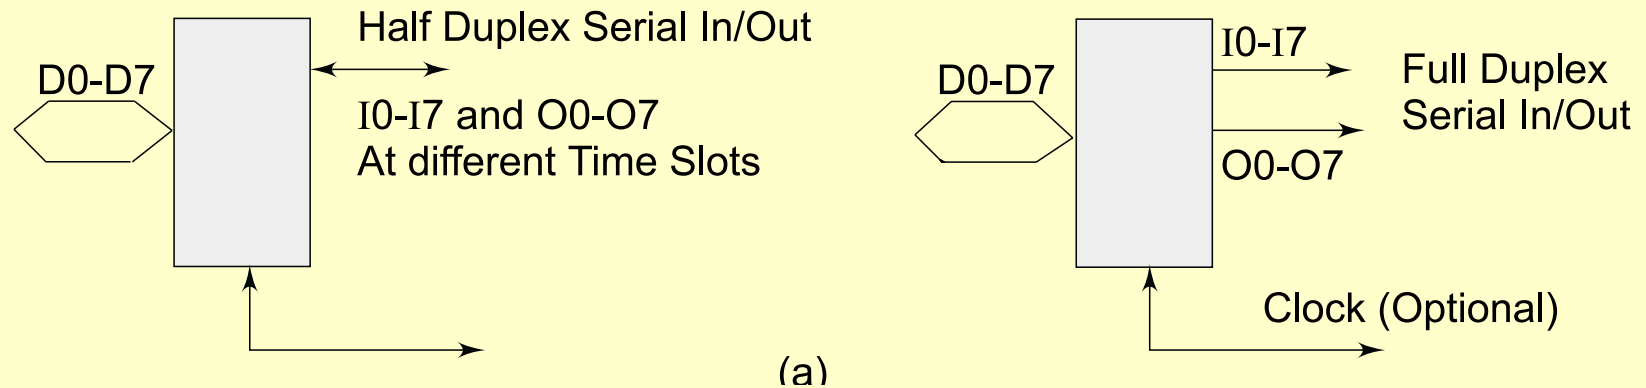 Half Duplex Serial In/Out
D0-D7
I0-I7 and O0-O7
At different Time Slots
I0-I7
D0-D7
Full Duplex
Serial In/Out
O0-O7
Clock (Optional)
(a)